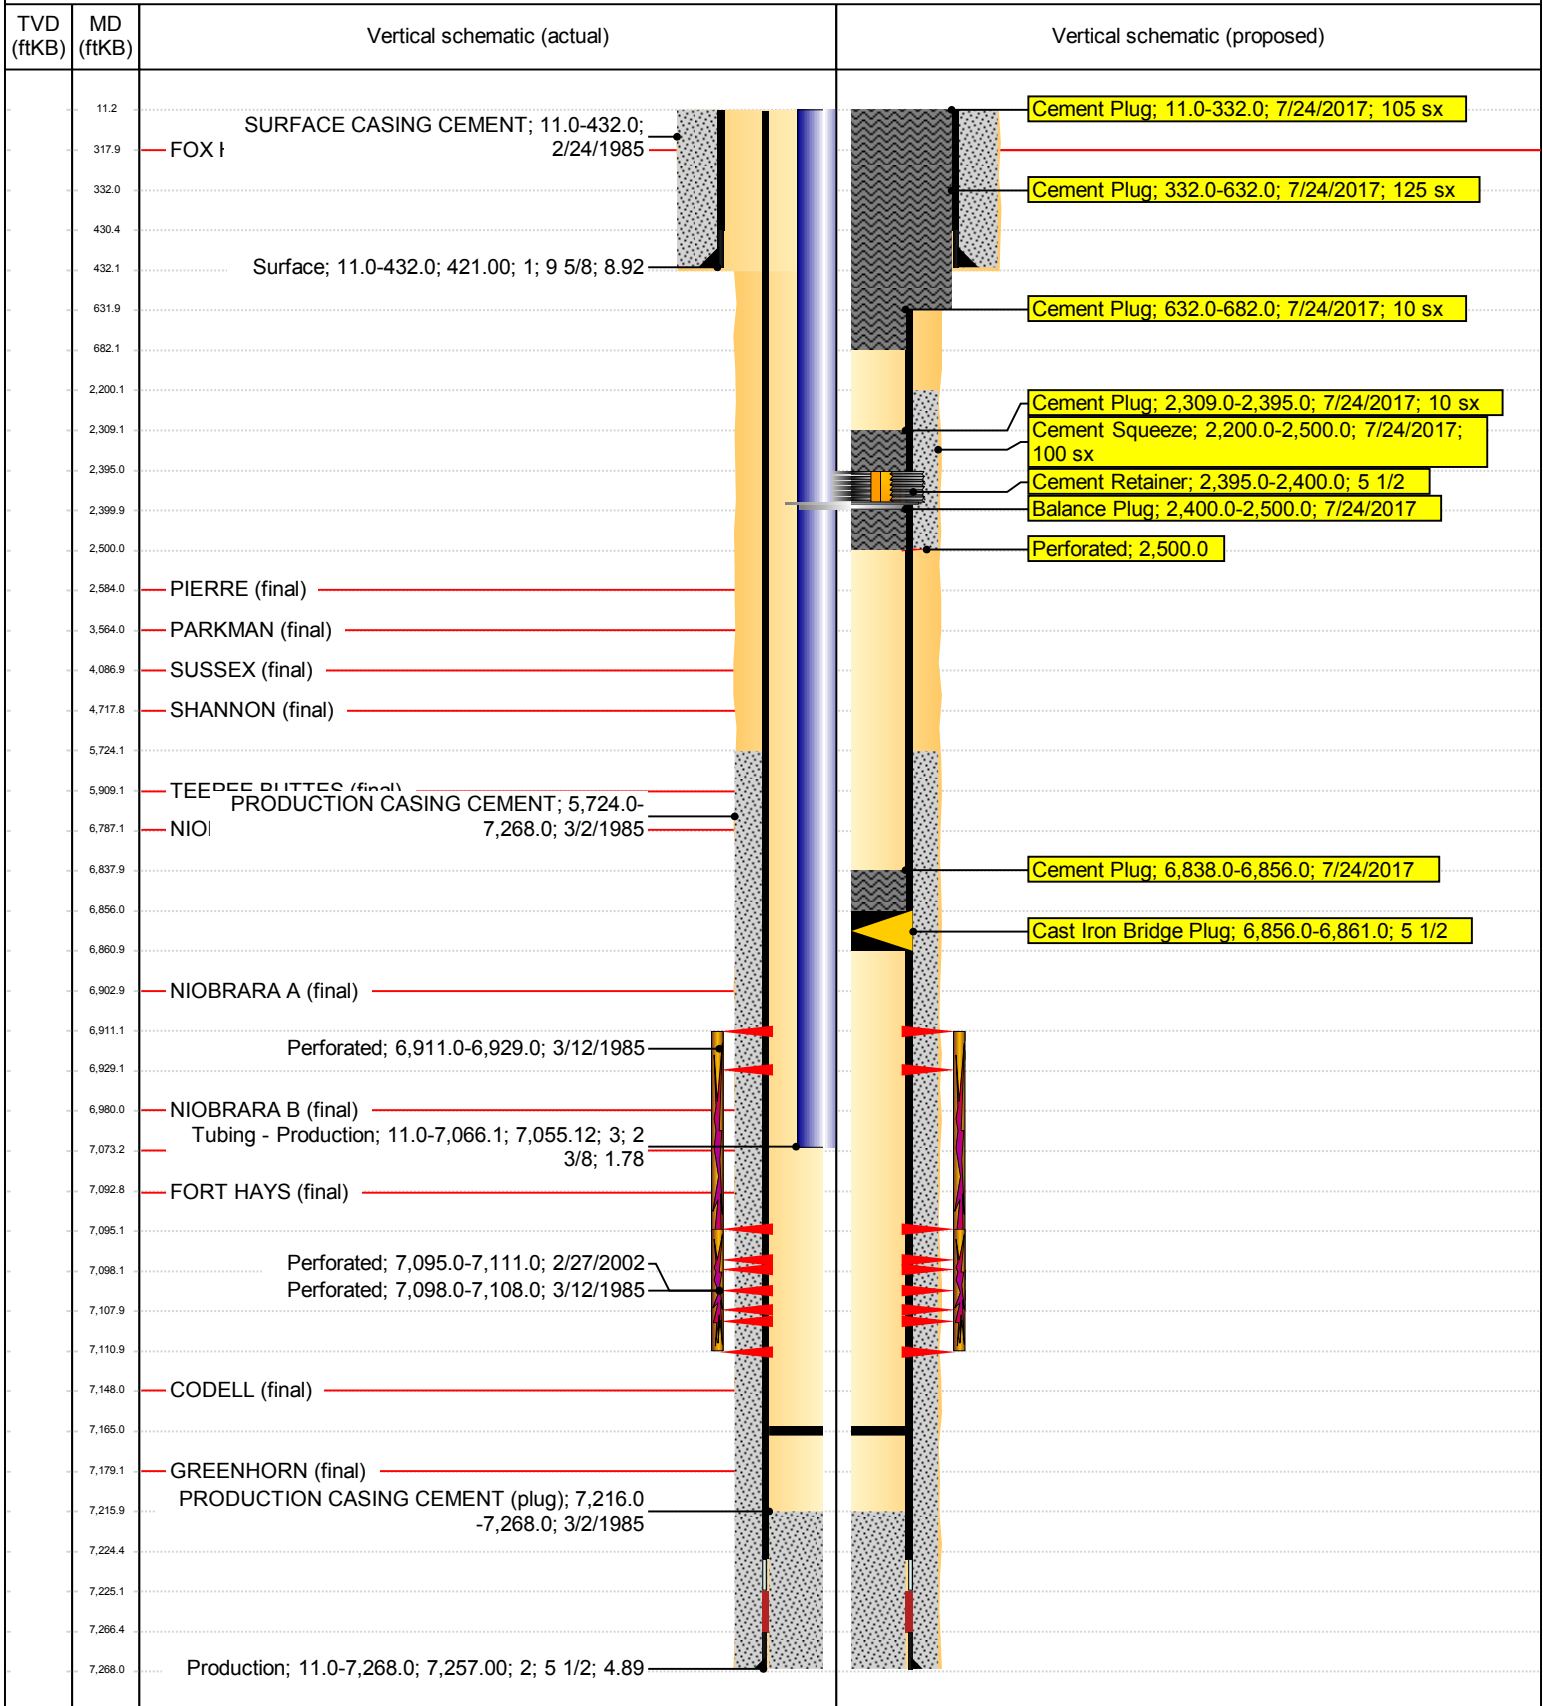 TVD (ftKB)
MD (ftKB)
Vertical schematic (actual)
Vertical schematic (proposed)
11.2
SURFACE CASING CEMENT; 11.0-432.0;
2/24/1985
Cement Plug; 11.0-332.0; 7/24/2017; 105 sx
317.9
FOX
332.0
Cement Plug; 332.0-632.0; 7/24/2017; 125 sx
430.4
432.1
Surface; 11.0-432.0; 421.00; 1; 9 5/8; 8.92
631.9
Cement Plug; 632.0-682.0; 7/24/2017; 10 sx
682.1
2,200.1
Cement Plug; 2,309.0-2,395.0; 7/24/2017; 10 sx
2,309.1
Cement Squeeze; 2,200.0-2,500.0; 7/24/2017;
100 sx
2,395.0
Cement Retainer; 2,395.0-2,400.0; 5 1/2
2,399.9
Balance Plug; 2,400.0-2,500.0; 7/24/2017
2,500.0
Perforated; 2,500.0
2,584.0
PIERRE (final)
3,564.0
PARKMAN (final)
4,086.9
SUSSEX (final)
4,717.8
SHANNON (final)
5,724.1
5,909.1
TEEPEE BUTTES (final)
PRODUCTION CASING CEMENT; 5,724.0-
7,268.0; 3/2/1985
6,787.1
6,837.9
Cement Plug; 6,838.0-6,856.0; 7/24/2017
6,856.0
Cast Iron Bridge Plug; 6,856.0-6,861.0; 5 1/2
6,860.9
6,902.9
NIOBRARA A (final)
6,911.1
Perforated; 6,911.0-6,929.0; 3/12/1985
6,929.1
6,980.0
NIOBRARA B (final)
Tubing - Production; 11.0-7,066.1; 7,055.12; 3; 2
3/8; 1.78
7,073.2
7,092.8
FORT HAYS (final)
7,095.1
Perforated; 7,095.0-7,111.0; 2/27/2002
7,098.1
Perforated; 7,098.0-7,108.0; 3/12/1985
7,107.9
7,110.9
7,148.0
CODELL (final)
7,165.0
7,179.1
GREENHORN (final)
PRODUCTION CASING CEMENT (plug); 7,216.0
-7,268.0; 3/2/1985
7,215.9
7,224.4
7,225.1
7,266.4
7,268.0
Production; 11.0-7,268.0; 7,257.00; 2; 5 1/2; 4.89